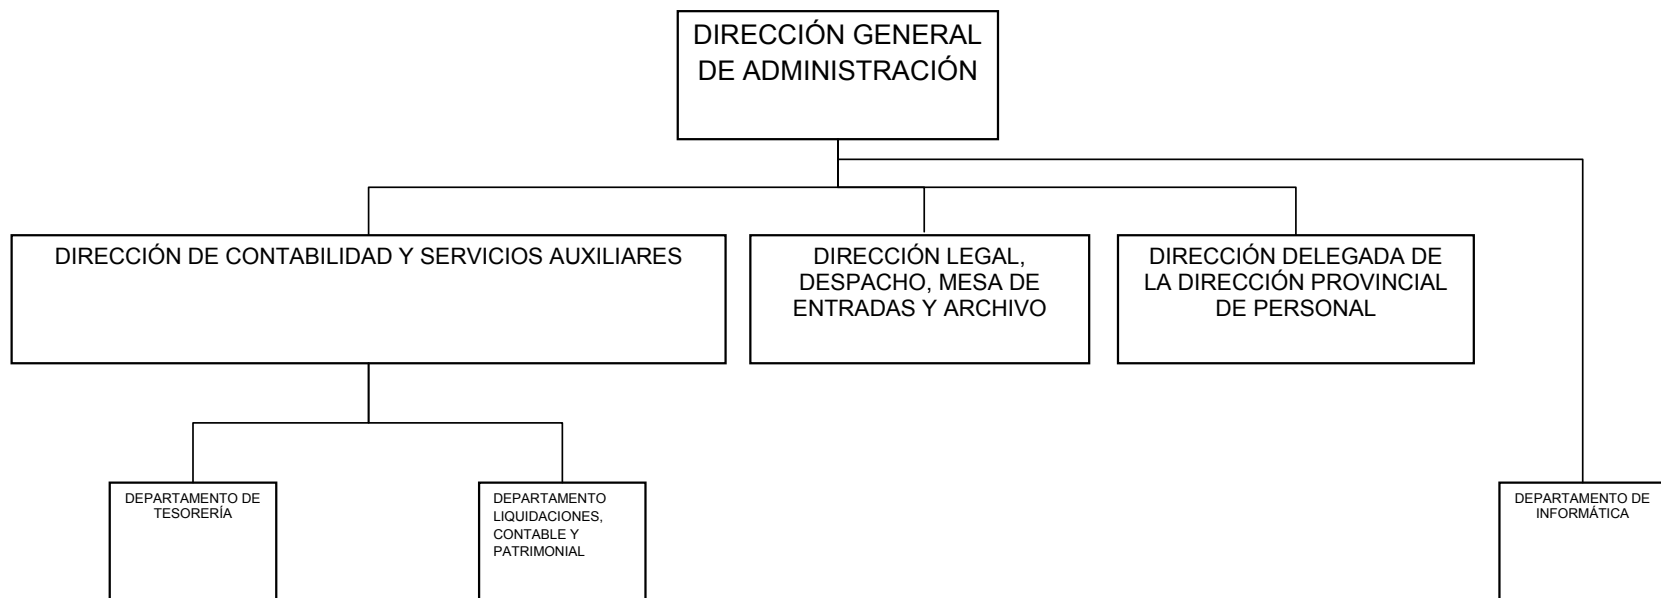 DIRECCIÓN GENERAL
DE ADMINISTRACIÓN
DIRECCIÓN DE CONTABILIDAD Y SERVICIOS AUXILIARES
DIRECCIÓN LEGAL,
DESPACHO, MESA DE
ENTRADAS Y ARCHIVO
DIRECCIÓN DELEGADA DE
LA DIRECCIÓN PROVINCIAL
DE PERSONAL
DEPARTAMENTO DE
TESORERÍA
DEPARTAMENTO
LIQUIDACIONES,
CONTABLE Y
PATRIMONIAL
DEPARTAMENTO DE
INFORMÁTICA